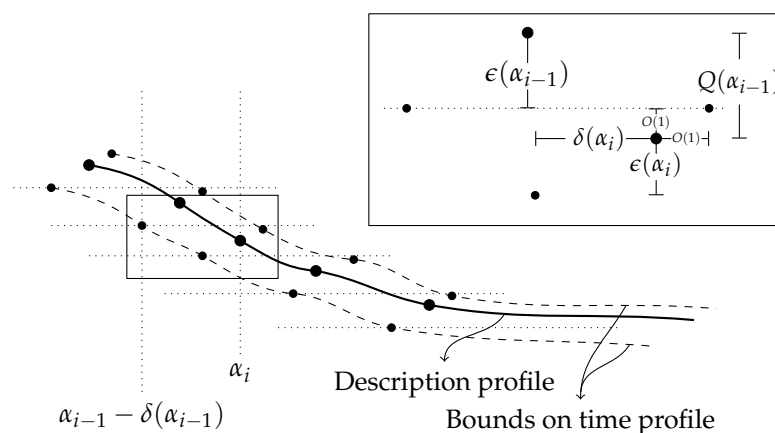 ϵ(α_{i−1})
Q(α_{i−1})
O(1)
δ(α_i)
O(1)
ϵ(α_i)
α_i
Description profile
α_{i−1} − δ(α_{i−1})
Bounds on time profile